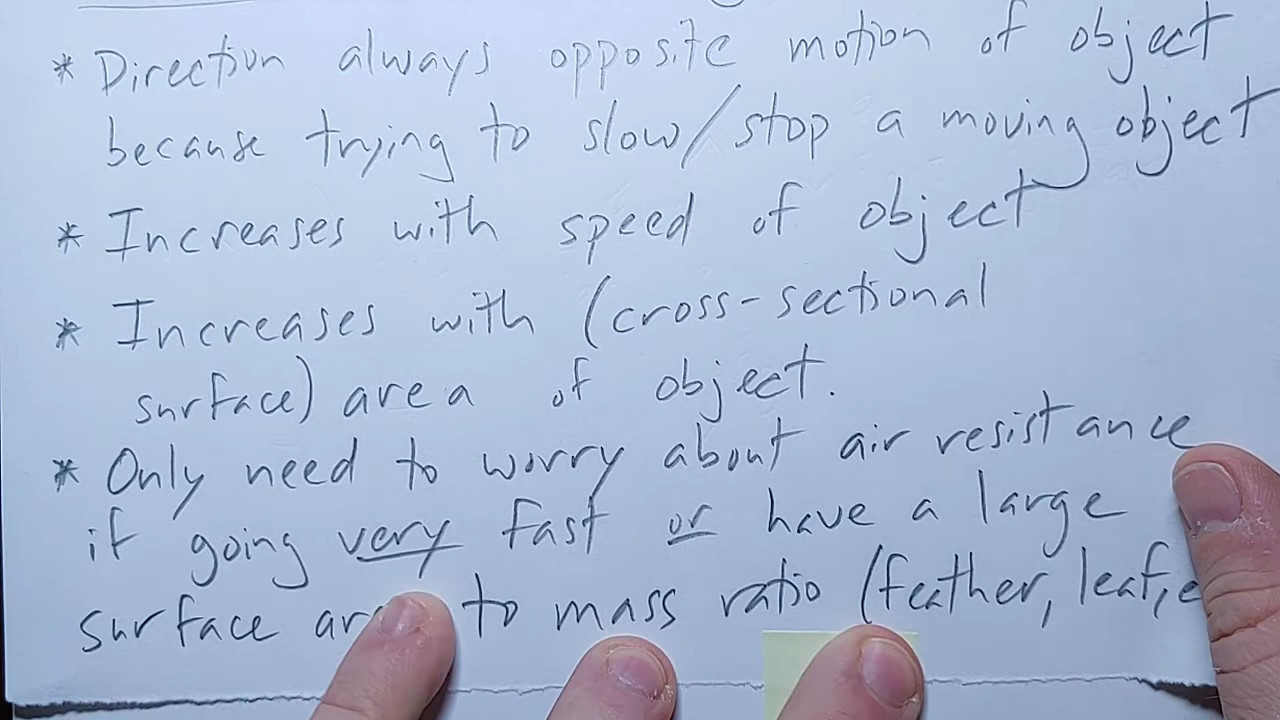 * Direction always opposite motion of object
because trying to slow/stop a moving object
* Increases with speed of object
* Increases with (cross-sectional
surface) area of object.
* Only need to worry about air resistance
if going very fast or have a large
surface to mass ratio (feather, leaf,